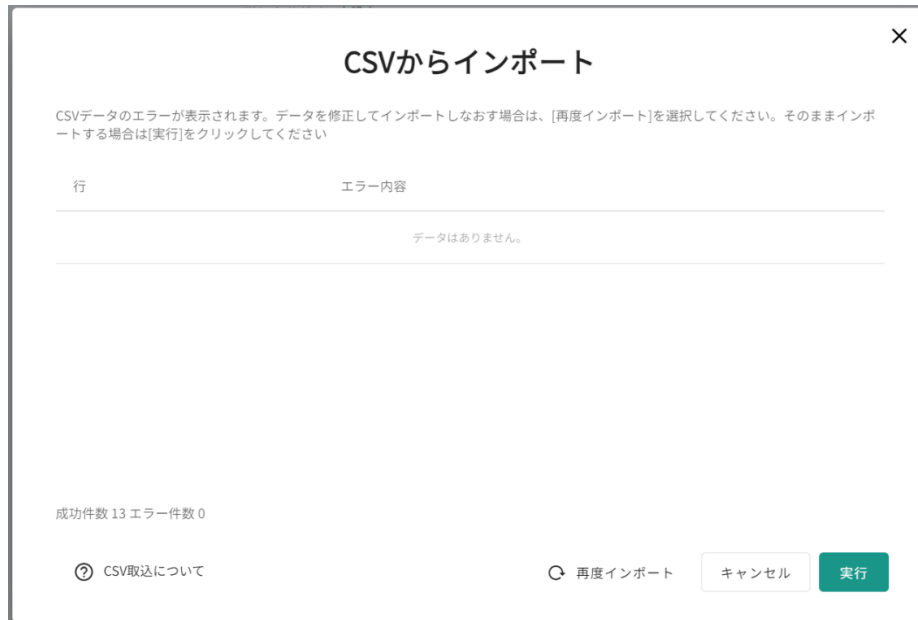 CSVからインポート
CSVデータのエラーが表示されます。データを修正してインポートしなおす場合は、[再度インポート]を選択してください。そのままインポ
ートする場合は[実行]をクリックしてください
行 エラー内容
データはありません。
成功件数 13 エラー件数 0
CSV取込について 再度インポート キャンセル 実行